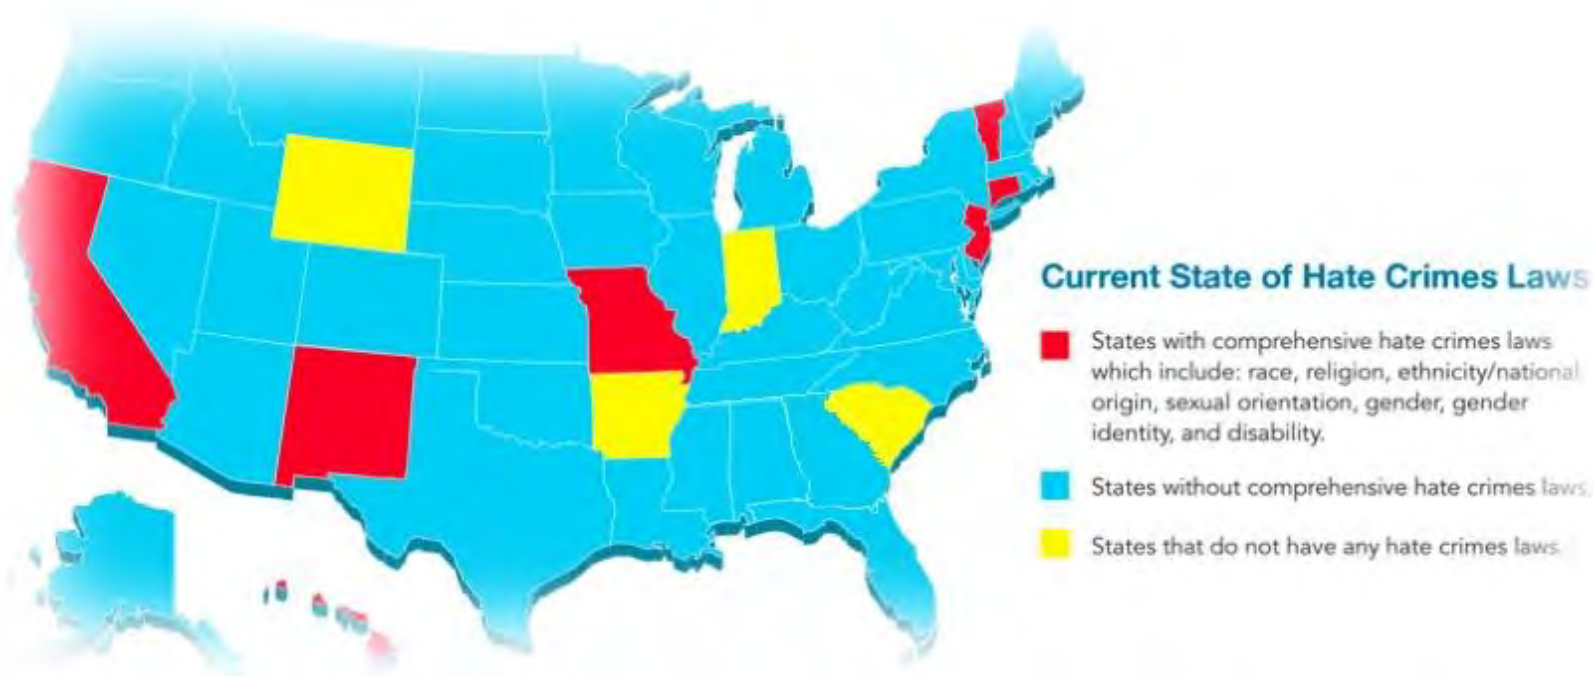 Current State of Hate Crimes Laws
States with comprehensive hate crimes laws
which include: race, religion, ethnicity/national
origin, sexual orientation, gender, gender
identity, and disability.
States without comprehensive hate crimes laws.
States that do not have any hate crimes laws.